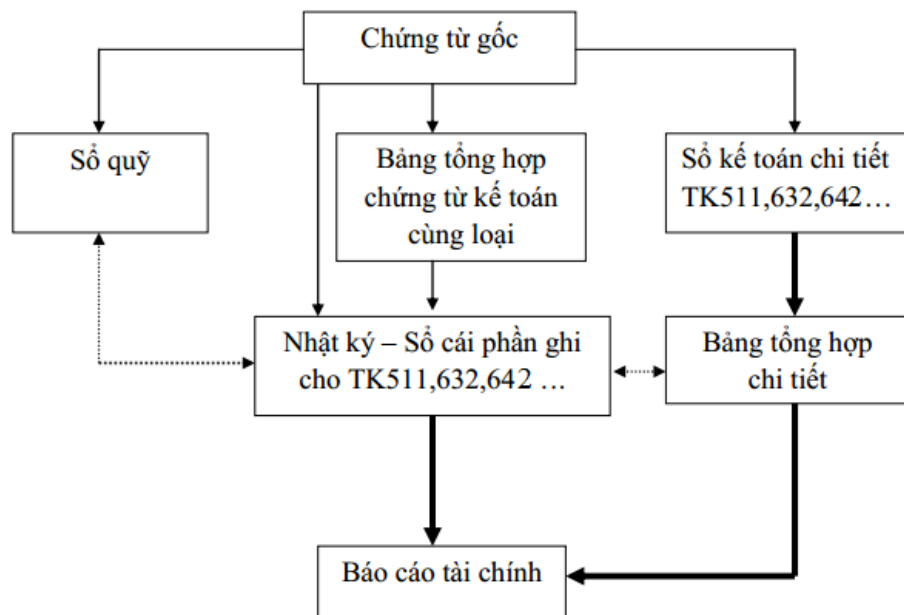 Chứng từ gốc
Sổ quỹ
Bảng tổng hợp
chứng từ kế toán
cùng loại
Sổ kế toán chi tiết
TK511,632,642…
Nhật ký – Sổ cái phần ghi
cho TK511,632,642 …
Bảng tổng hợp
chi tiết
Báo cáo tài chính